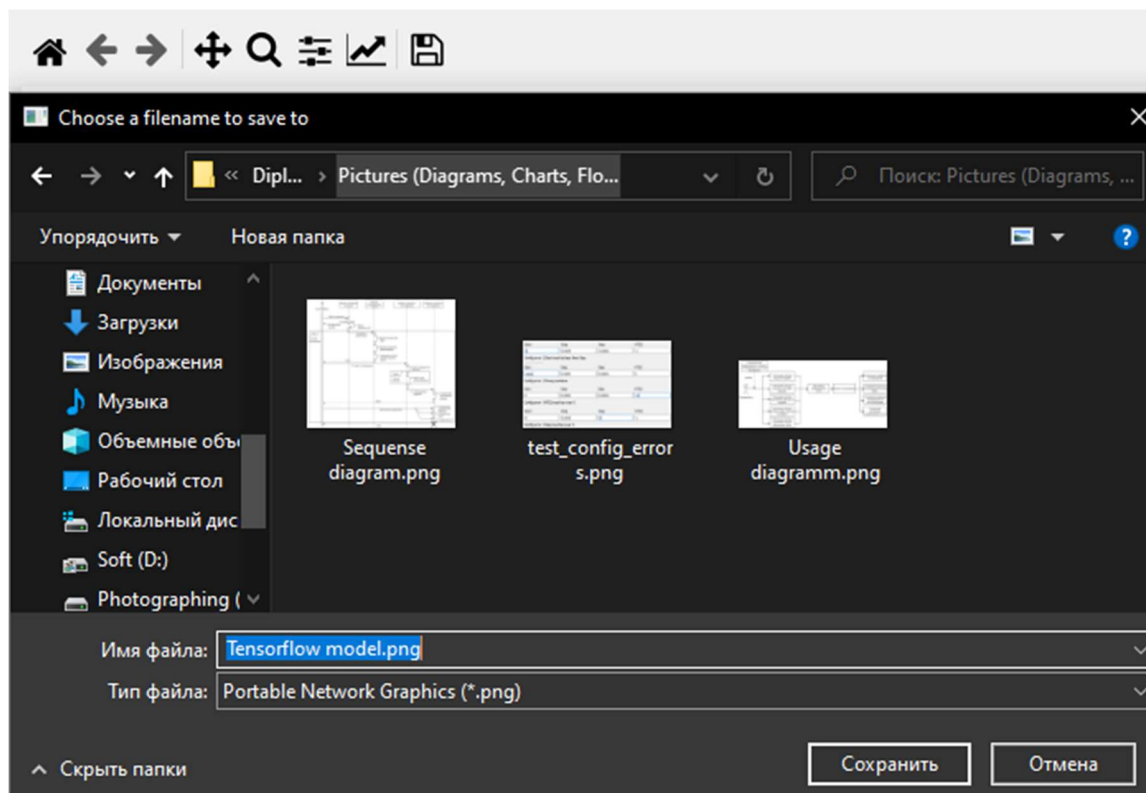 Choose a filename to save to
« Dipl... › Pictures (Diagrams, Charts, Flo...
Поиск: Pictures (Diagrams, ...
Упорядочить
Новая папка
Документы
Загрузки
Изображения
Музыка
Объемные объ
Рабочий стол
Локальный дис
Soft (D:)
Photographing (
Sequense
diagram.png
test_config_error
s.png
Usage
diagramm.png
Имя файла: Tensorflow model.png
Тип файла: Portable Network Graphics (*.png)
Скрыть папки
Сохранить
Отмена